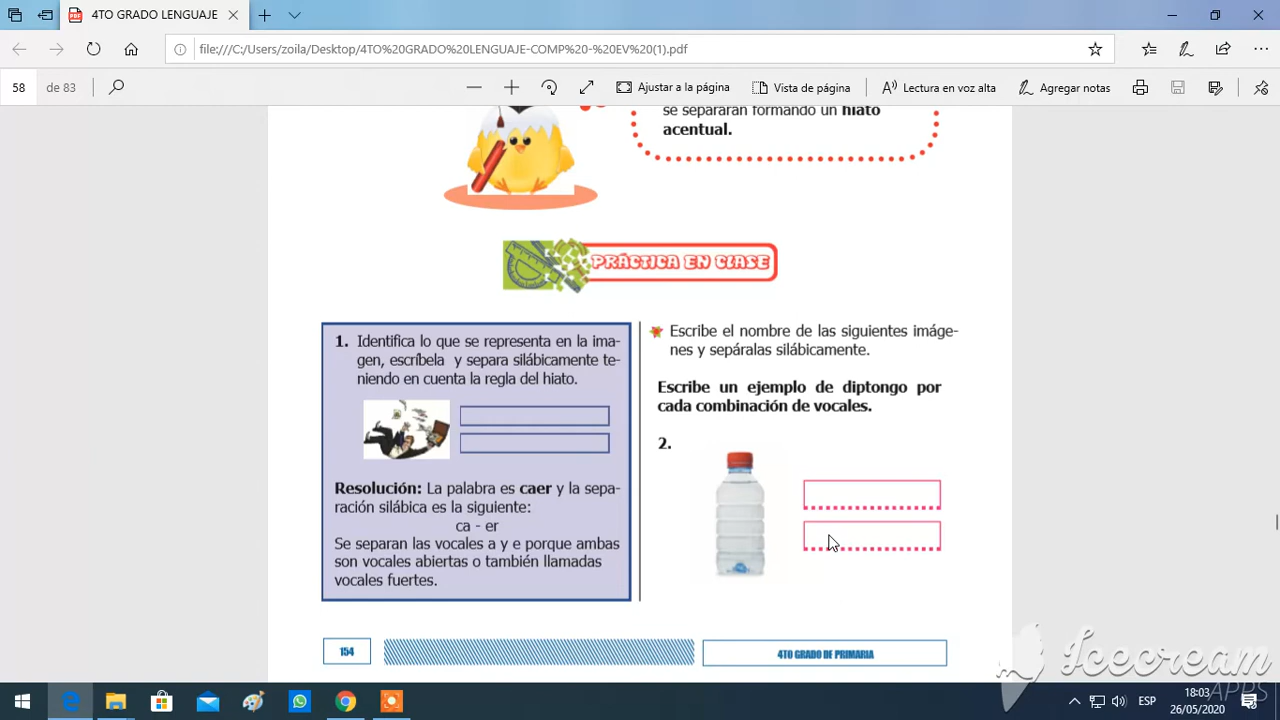 4TO GRADO LENGUAJE
file:///C:/Users/zoila/Desktop/4TO%20GRADO%20LENGUAJE-COMP%20-%20EV%20(1).pdf
58 de 83
Ajustar a la página
Vista de página
Lectura en voz alta
Agregar notas
se separarán formando un hiato
acentual.
PRÁCTICA EN CLASE
1. Identifica lo que se representa en la ima-
gen, escríbela y separa silábicamente te-
niendo en cuenta la regla del hiato.
Resolución: La palabra es caer y la sepa-
ración silábica es la siguiente:
ca - er
Se separan las vocales a y e porque ambas
son vocales abiertas o también llamadas
vocales fuertes.
Escribe el nombre de las siguientes imáge-
nes y sepáralas silábicamente.
Escribe un ejemplo de diptongo por
cada combinación de vocales.
2.
154
4TO GRADO DE PRIMARIA
Icecream
APPS
ESP
18:03
26/05/2020